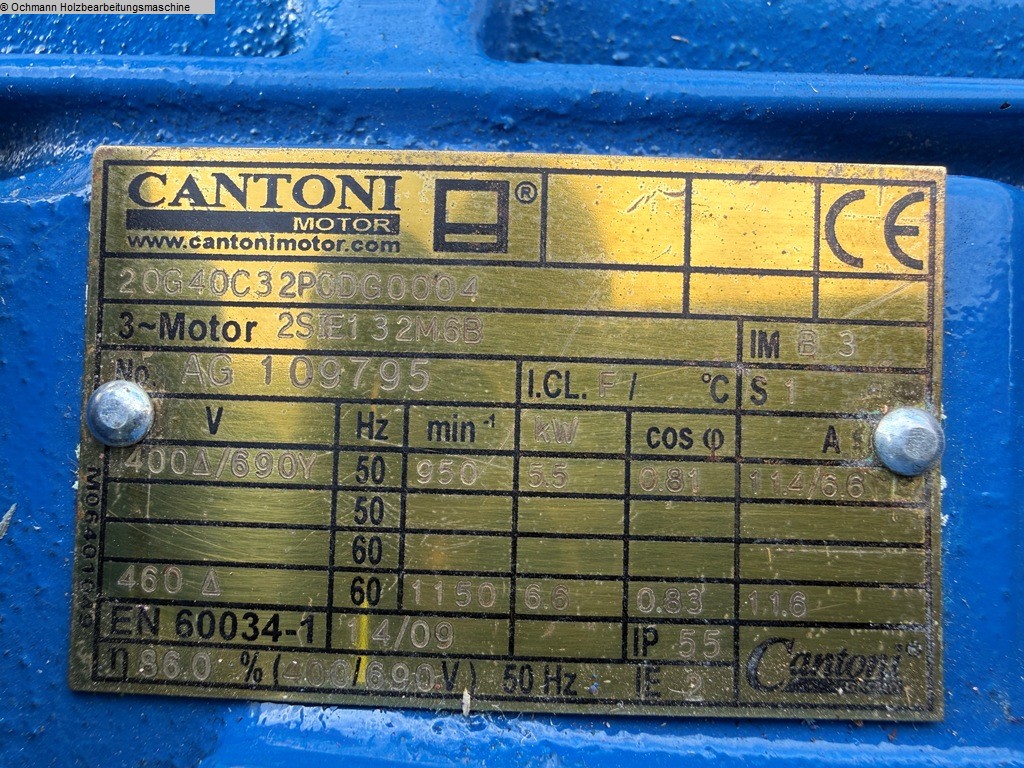 © Ochmann Holzbearbeitungsmaschine
CANTONI
MOTOR
www.cantonimotor.com
® CE
3~Motor 2SIE132M6B IM B 3
No. AG 109795 I.CL. F / °C S 1
V Hz min-1 kW cos φ A
400Δ/690Y 50 950 5.5 0.81 11.4/6.6
50
60
460 Δ 60 1150 6.6 0.83 11.6
EN 60034-1 14/09 IP 55
η 86.0 % (400/690 V) 50 Hz IE 2
Cantoni®